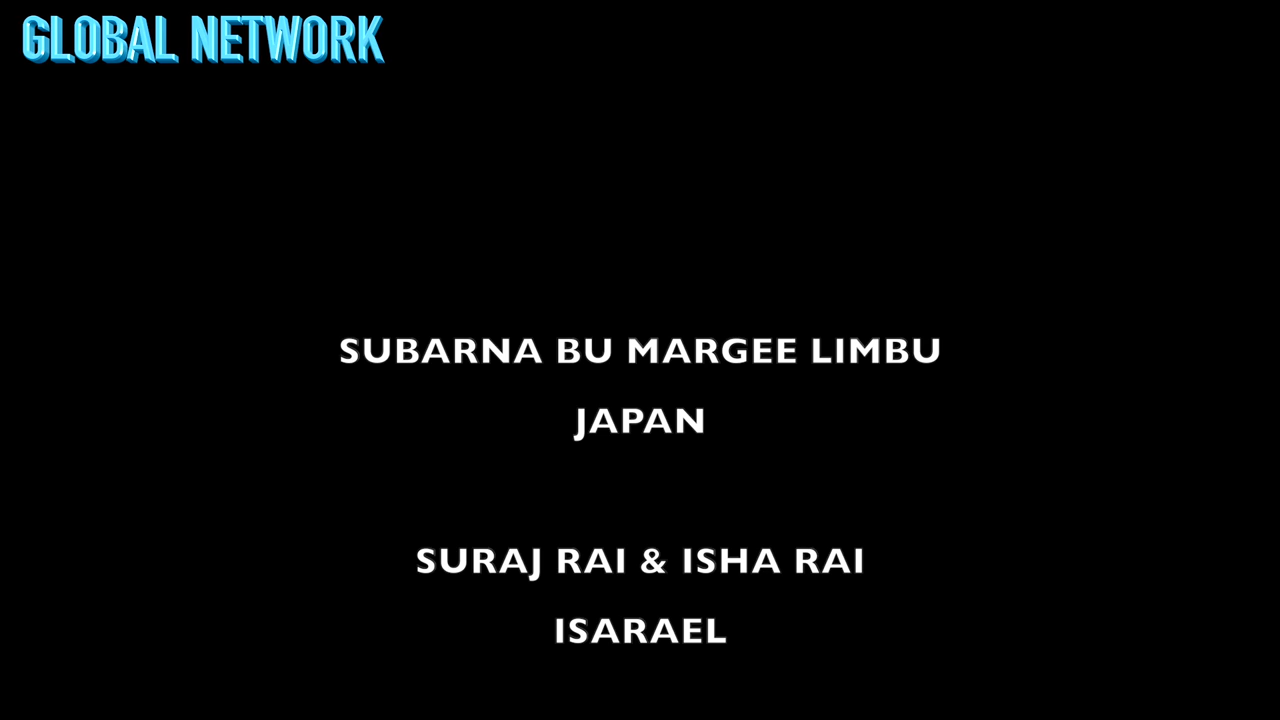 GLOBAL NETWORK
SUBARNA BU MARGEE LIMBU
JAPAN
SURAJ RAI & ISHA RAI
ISARAEL